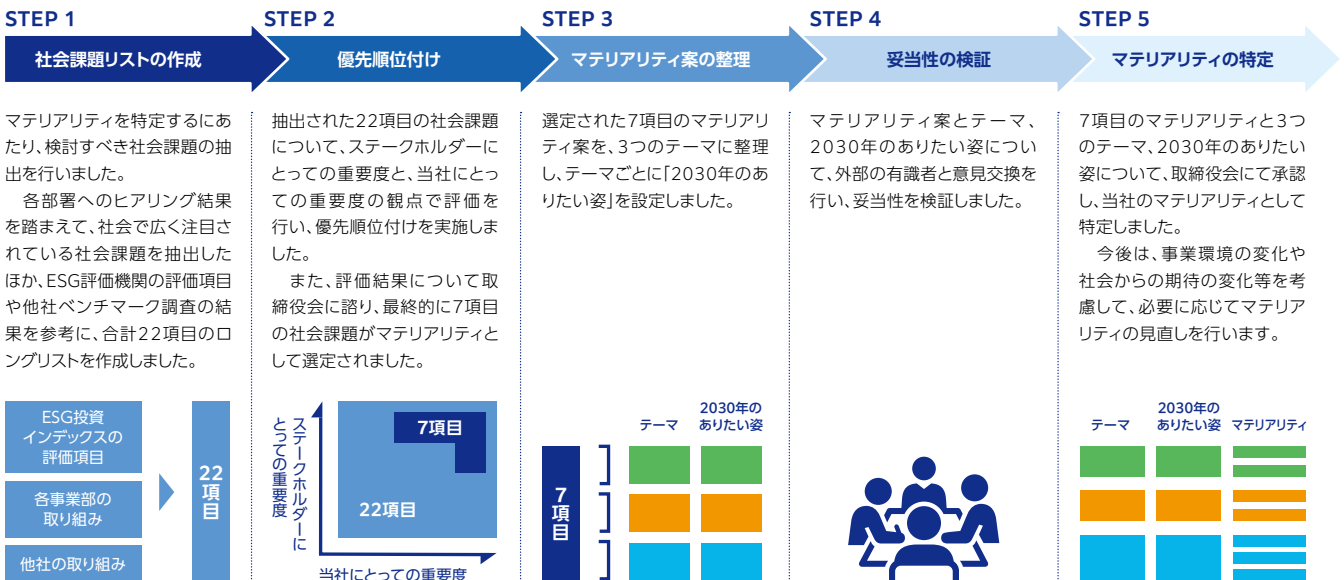 STEP 1
社会課題リストの作成
マテリアリティを特定するにあ
たり、検討すべき社会課題の抽
出を行いました。
　各部署へのヒアリング結果
を踏まえて、社会で広く注目さ
れている社会課題を抽出した
ほか、ESG評価機関の評価項目
や他社ベンチマーク調査の結
果を参考に、合計22項目のロ
ングリストを作成しました。
ESG投資
インデックスの
評価項目
各事業部の
取り組み
他社の取り組み
22項目
STEP 2
優先順位付け
抽出された22項目の社会課題
について、ステークホルダーに
とっての重要度と、当社にとっ
ての重要度の観点で評価を
行い、優先順位付けを実施しま
した。
　また、評価結果について取
締役会に諮り、最終的に7項目
の社会課題がマテリアリティと
して選定されました。
ステークホルダーに
とっての重要度
7項目
22項目
当社にとっての重要度
STEP 3
マテリアリティ案の整理
選定された7項目のマテリアリ
ティ案を、3つのテーマに整理
し、テーマごとに「2030年のあ
りたい姿」を設定しました。
テーマ
2030年の
ありたい姿
7項目
STEP 4
妥当性の検証
マテリアリティ案とテーマ、
2030年のありたい姿につい
て、外部の有識者と意見交換を
行い、妥当性を検証しました。
STEP 5
マテリアリティの特定
7項目のマテリアリティと3つ
のテーマ、2030年のありたい
姿について、取締役会にて承認
し、当社のマテリアリティとして
特定しました。
　今後は、事業環境の変化や
社会からの期待の変化等を考
慮して、必要に応じてマテリア
リティの見直しを行います。
テーマ
2030年の
ありたい姿
マテリアリティ